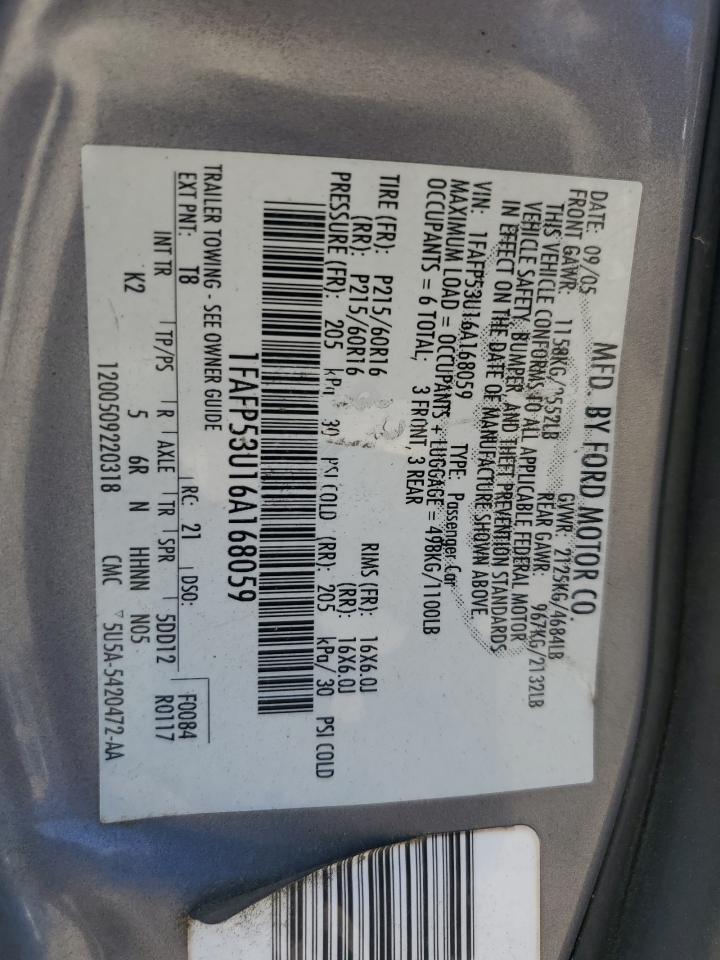 MFD. BY FORD MOTOR CO.
DATE: 09/05 GVWR: 2125KG/4684LB
FRONT GAWR: 1158KG/2552LB REAR GAWR: 967KG/2132LB
THIS VEHICLE CONFORMS TO ALL APPLICABLE FEDERAL MOTOR
VEHICLE SAFETY, BUMPER, AND THEFT PREVENTION STANDARDS
IN EFFECT ON THE DATE OF MANUFACTURE SHOWN ABOVE.
VIN: 1FAFP53U16A168059 TYPE: Passenger Car
MAXIMUM LOAD = OCCUPANTS + LUGGAGE = 498KG/1100LB
OCCUPANTS = 6 TOTAL, 3 FRONT, 3 REAR
TIRE (FR): P215/60R16 RIMS (FR): 16X6.0J
(RR): P215/60R16 (RR): 16X6.0J
PRESSURE (FR): 205 kPa 30 PSI COLD (RR): 205 kPa/30 PSI COLD
1FAFP53U16A168059
TRAILER TOWING - SEE OWNER GUIDE
EXT PNT: T8 RC: 21 DSO: F0084
INT TR TP/PS R AXLE TR SPR 5DD12 R0117
K2 5 6R N HHNN NO5
1200509220318 CMC 5U5A-5420472-AA